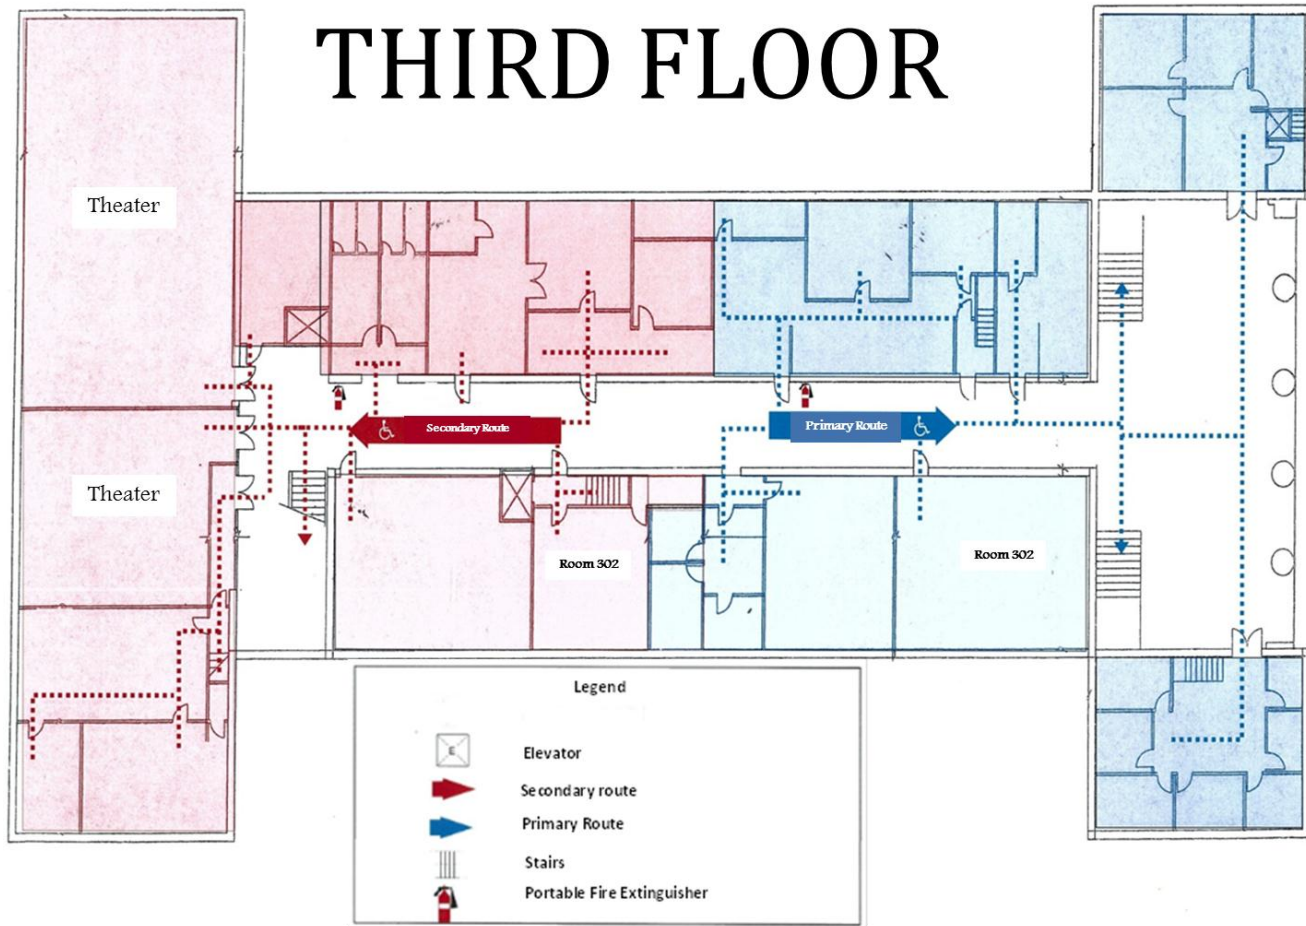 THIRD FLOOR
Theater
Secondary Route
Primary Route
Theater
Room 302
Room 302
Legend
E
Elevator
Secondary route
Primary Route
Stairs
Portable Fire Extinguisher